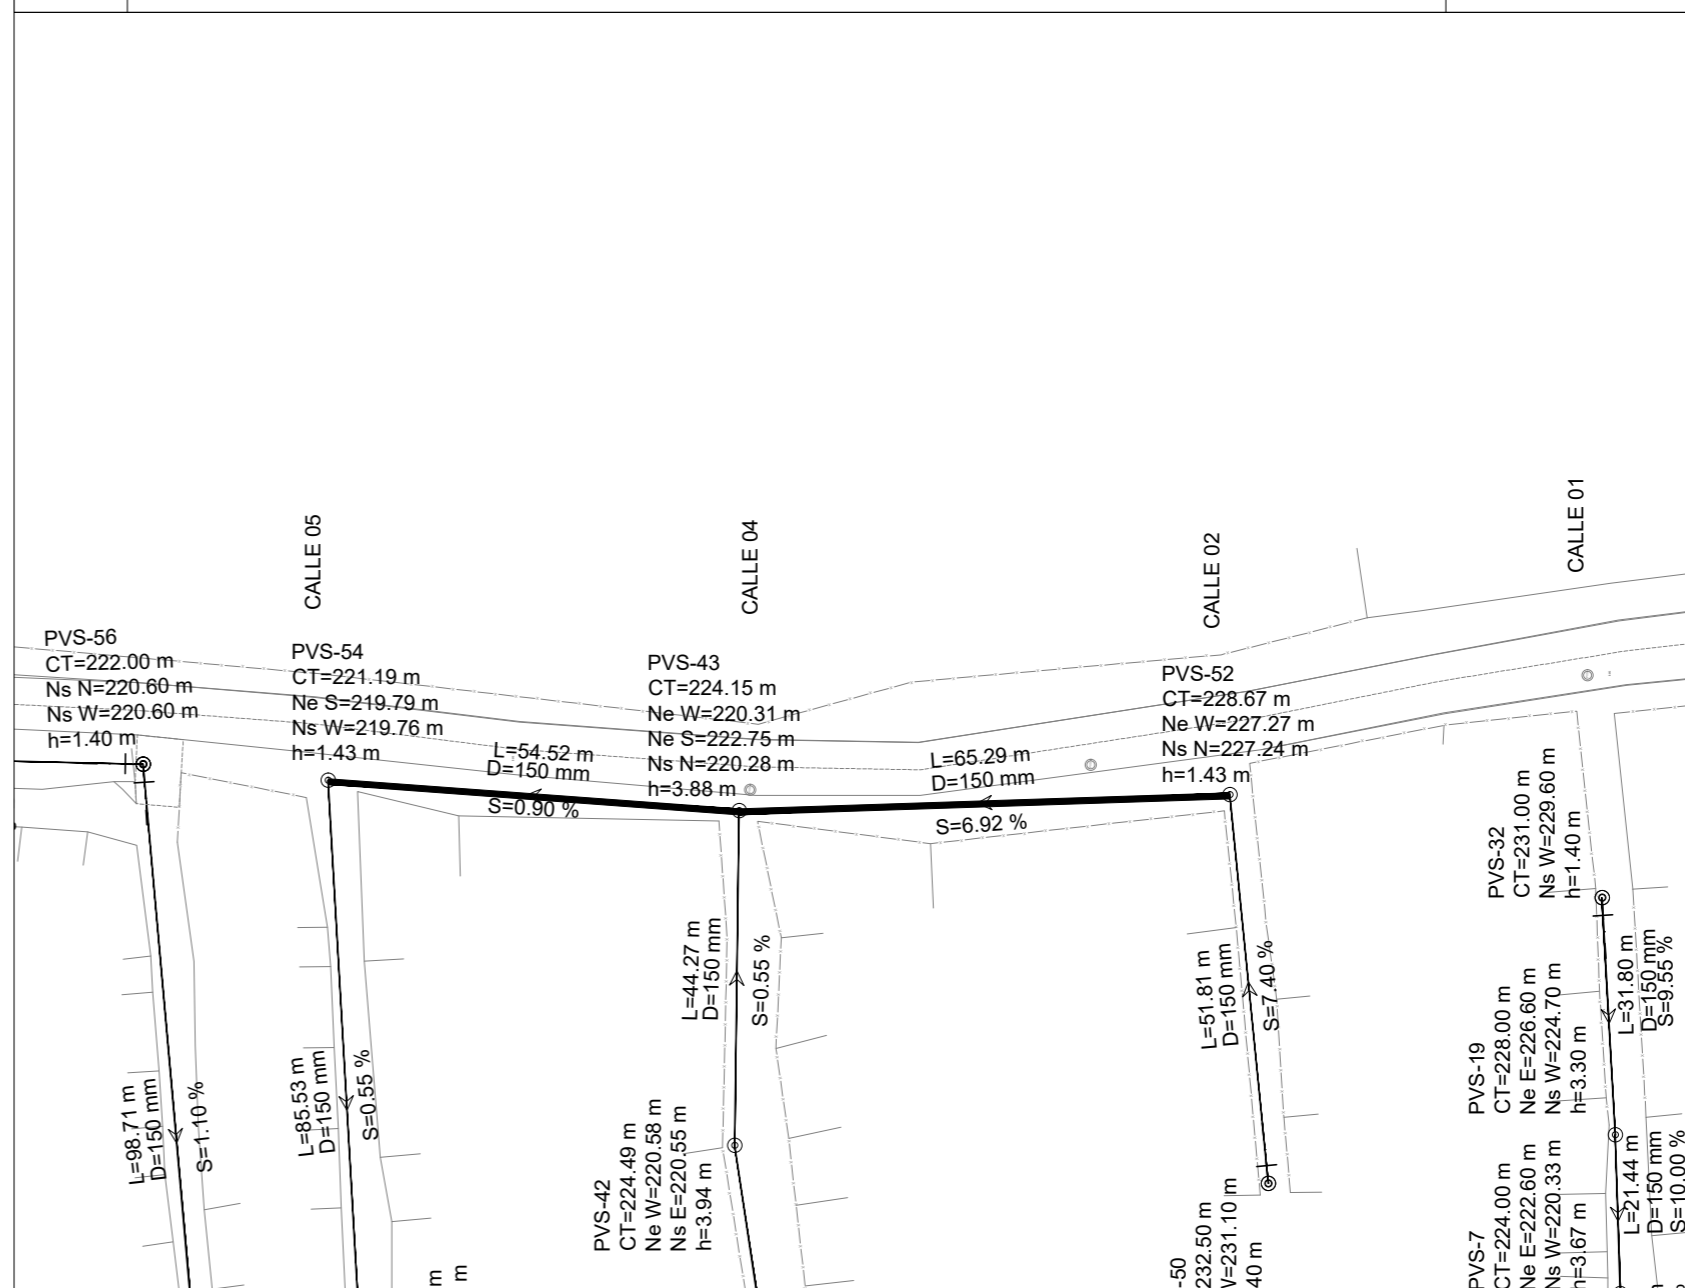 CALLE 05
CALLE 04
CALLE 02
CALLE 01
PVS-56
CT=222.00 m
Ns N=220.60 m
Ns W=220.60 m
h=1.40 m
PVS-54
CT=221.19 m
Ne S=219.79 m
Ns W=219.76 m
h=1.43 m
L=54.52 m
D=150 mm
S=0.90 %
PVS-43
CT=224.15 m
Ne W=220.31 m
Ne S=222.75 m
Ns N=220.28 m
h=3.88 m
L=65.29 m
D=150 mm
S=6.92 %
PVS-52
CT=228.67 m
Ne W=227.27 m
Ns N=227.24 m
h=1.43 m
PVS-32
CT=231.00 m
Ns W=229.60 m
h=1.40 m
L=31.80 m
D=150 mm
S=9.55 %
L=44.27 m
D=150 mm
S=0.55 %
L=51.81 m
D=150 mm
S=7.40 %
PVS-19
CT=228.00 m
Ne E=226.60 m
Ns W=224.70 m
h=3.30 m
L=98.71 m
D=150 mm
S=1.10 %
L=85.53 m
D=150 mm
S=0.55 %
PVS-42
CT=224.49 m
Ne W=220.58 m
Ns E=220.55 m
h=3.94 m
-50
232.50 m
W=231.10 m
40 m
PVS-7
CT=224.00 m
Ne E=222.60 m
Ns W=220.33 m
h=3.67 m
L=21.44 m
D=150 mm
S=10.00 %
m
m